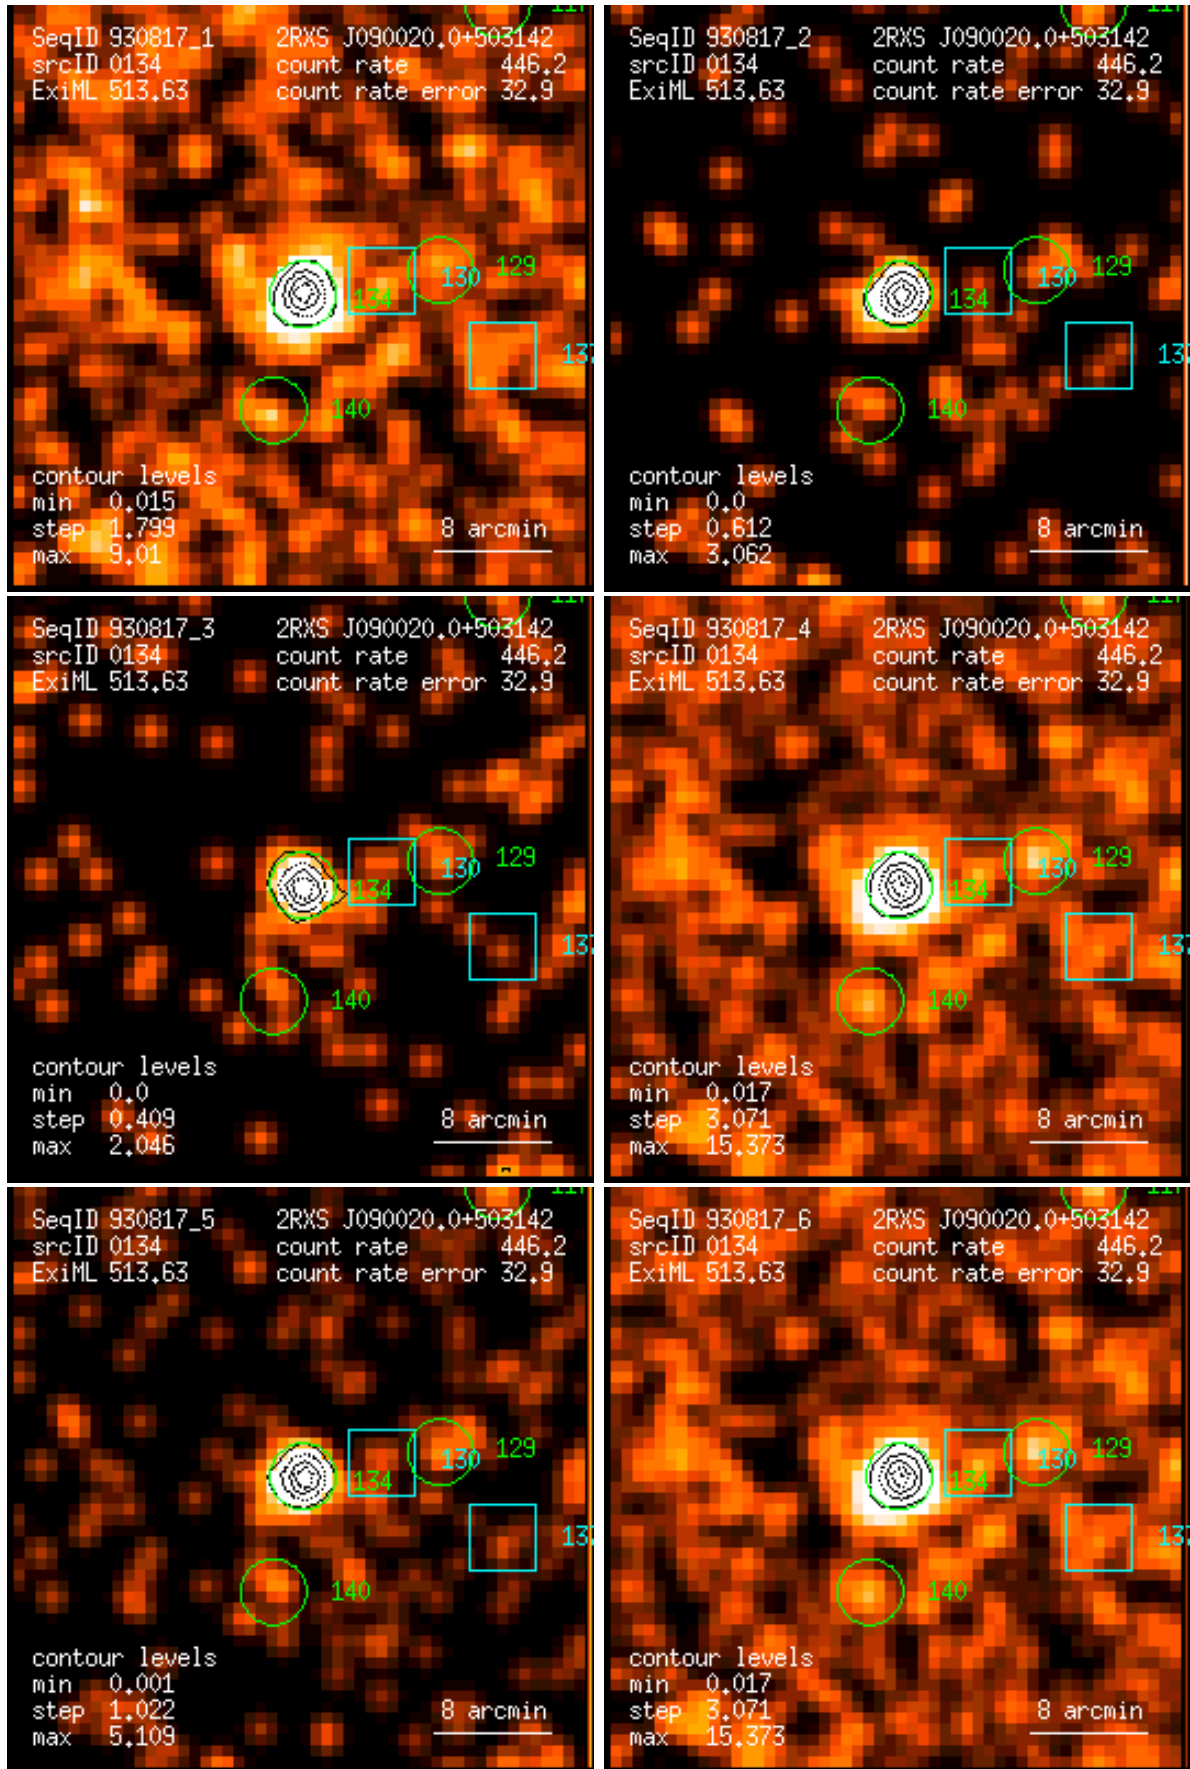 SeqID 930817_1 2RXS J090020.0+503142
srcID 0134 count rate 446.2
ExiML 513.63 count rate error 32.9
129
130
134
140
contour levels
min 0.015
step 1.799
max 9.01
8 arcmin
SeqID 930817_2 2RXS J090020.0+503142
srcID 0134 count rate 446.2
ExiML 513.63 count rate error 32.9
129
130
134
140
contour levels
min 0.0
step 0.612
max 3.062
8 arcmin
SeqID 930817_3 2RXS J090020.0+503142
srcID 0134 count rate 446.2
ExiML 513.63 count rate error 32.9
129
130
134
140
contour levels
min 0.0
step 0.409
max 2.046
8 arcmin
SeqID 930817_4 2RXS J090020.0+503142
srcID 0134 count rate 446.2
ExiML 513.63 count rate error 32.9
129
130
134
140
contour levels
min 0.017
step 3.071
max 15.373
8 arcmin
SeqID 930817_5 2RXS J090020.0+503142
srcID 0134 count rate 446.2
ExiML 513.63 count rate error 32.9
129
130
134
140
contour levels
min 0.001
step 1.022
max 5.109
8 arcmin
SeqID 930817_6 2RXS J090020.0+503142
srcID 0134 count rate 446.2
ExiML 513.63 count rate error 32.9
129
130
134
140
contour levels
min 0.017
step 3.071
max 15.373
8 arcmin